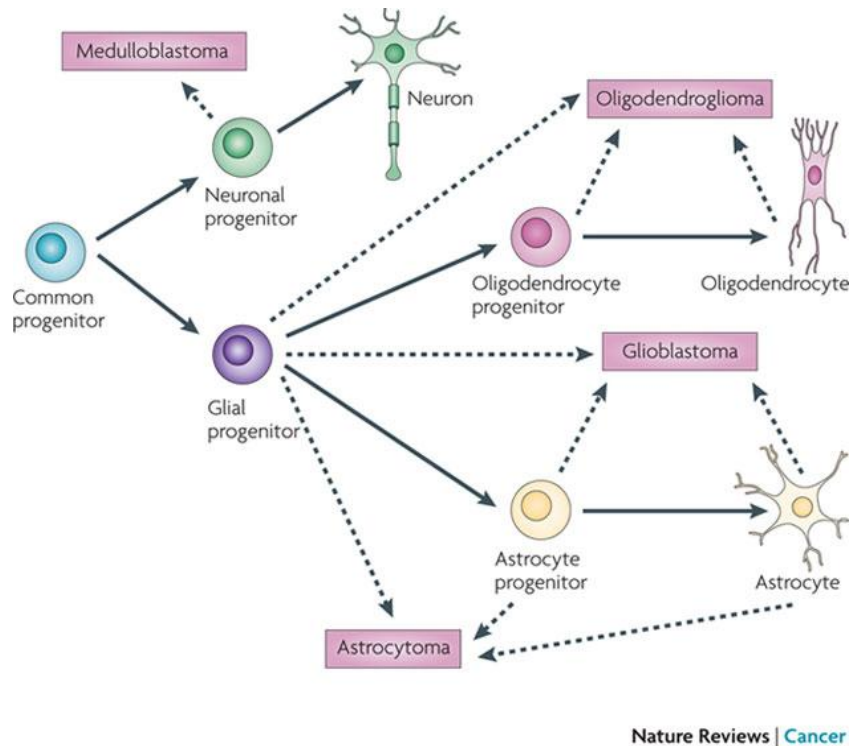 Medulloblastoma
Neuron
Oligodendroglioma
Neuronal
progenitor
Common
progenitor
Oligodendrocyte
progenitor
Oligodendrocyte
Glioblastoma
Glial
progenitor
Astrocyte
progenitor
Astrocyte
Astrocytoma
Nature Reviews | Cancer